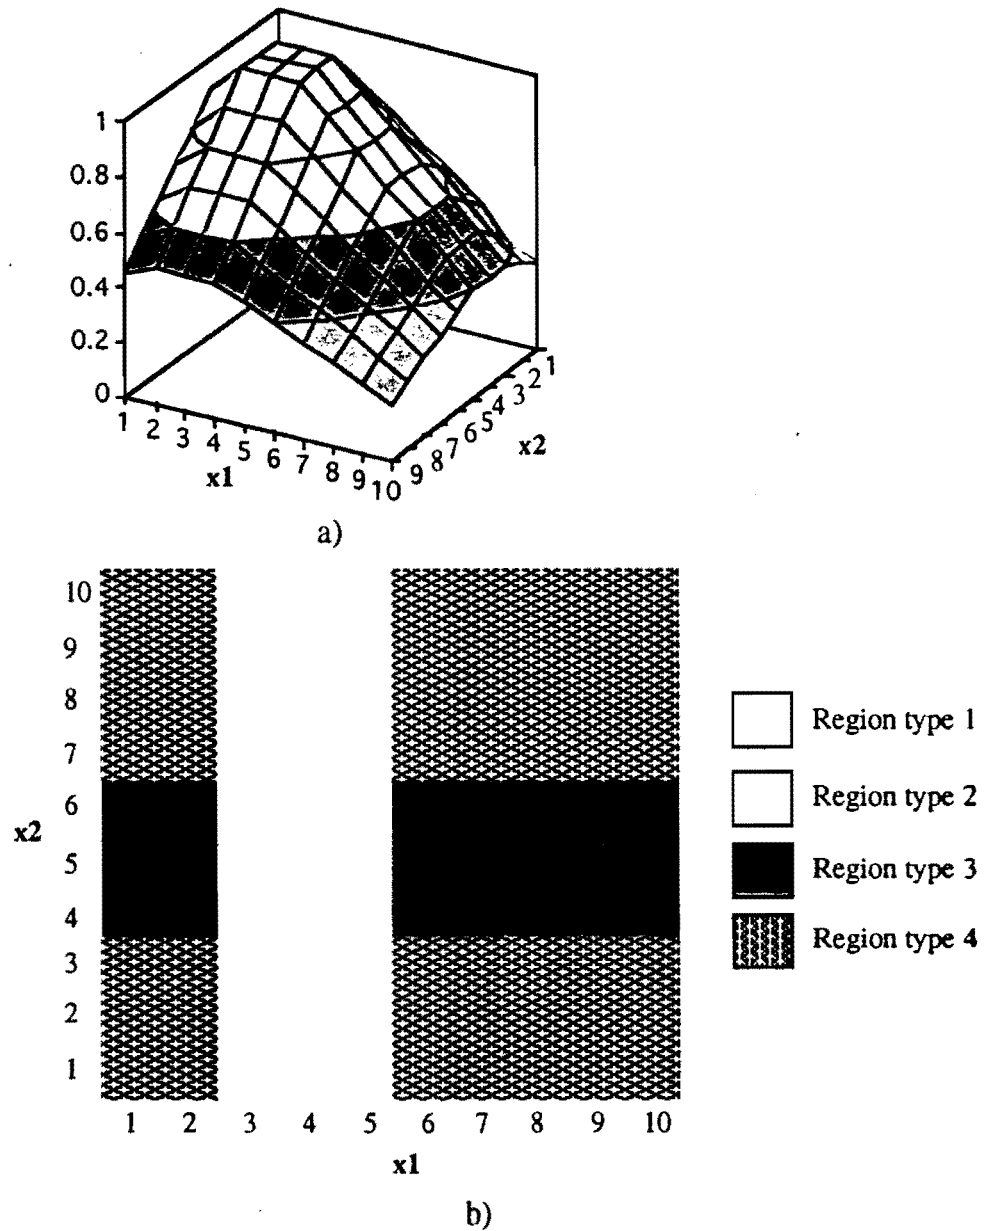 1
0.8
0.6
0.4
0.2
0
1 2 3 4 5 6 7 8 9 10
x1
9 8 7 6 5 4 3 2 1
x2
a)
10
9
8
7
6
5
4
3
2
1
x2
Region type 1
Region type 2
Region type 3
Region type 4
1 2 3 4 5 6 7 8 9 10
x1
b)